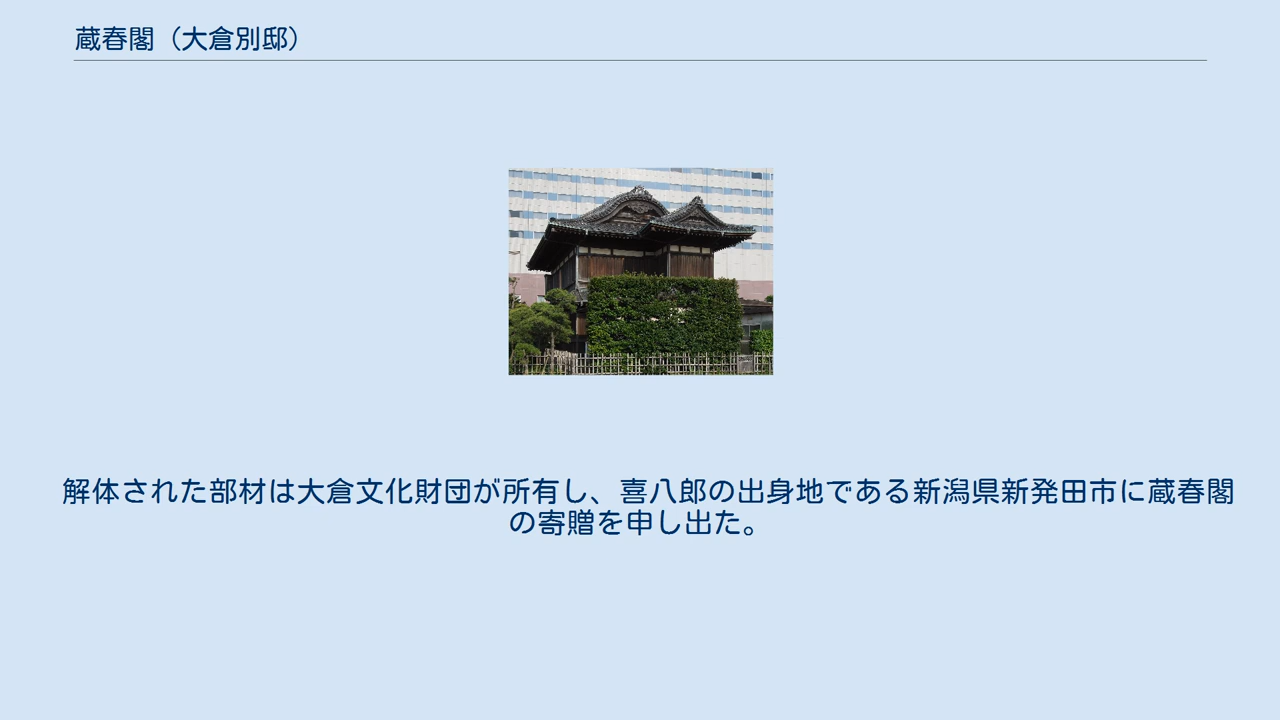 蔵春閣（大倉別邸）
解体された部材は大倉文化財団が所有し、喜八郎の出身地である新潟県新発田市に蔵春閣
の寄贈を申し出た。